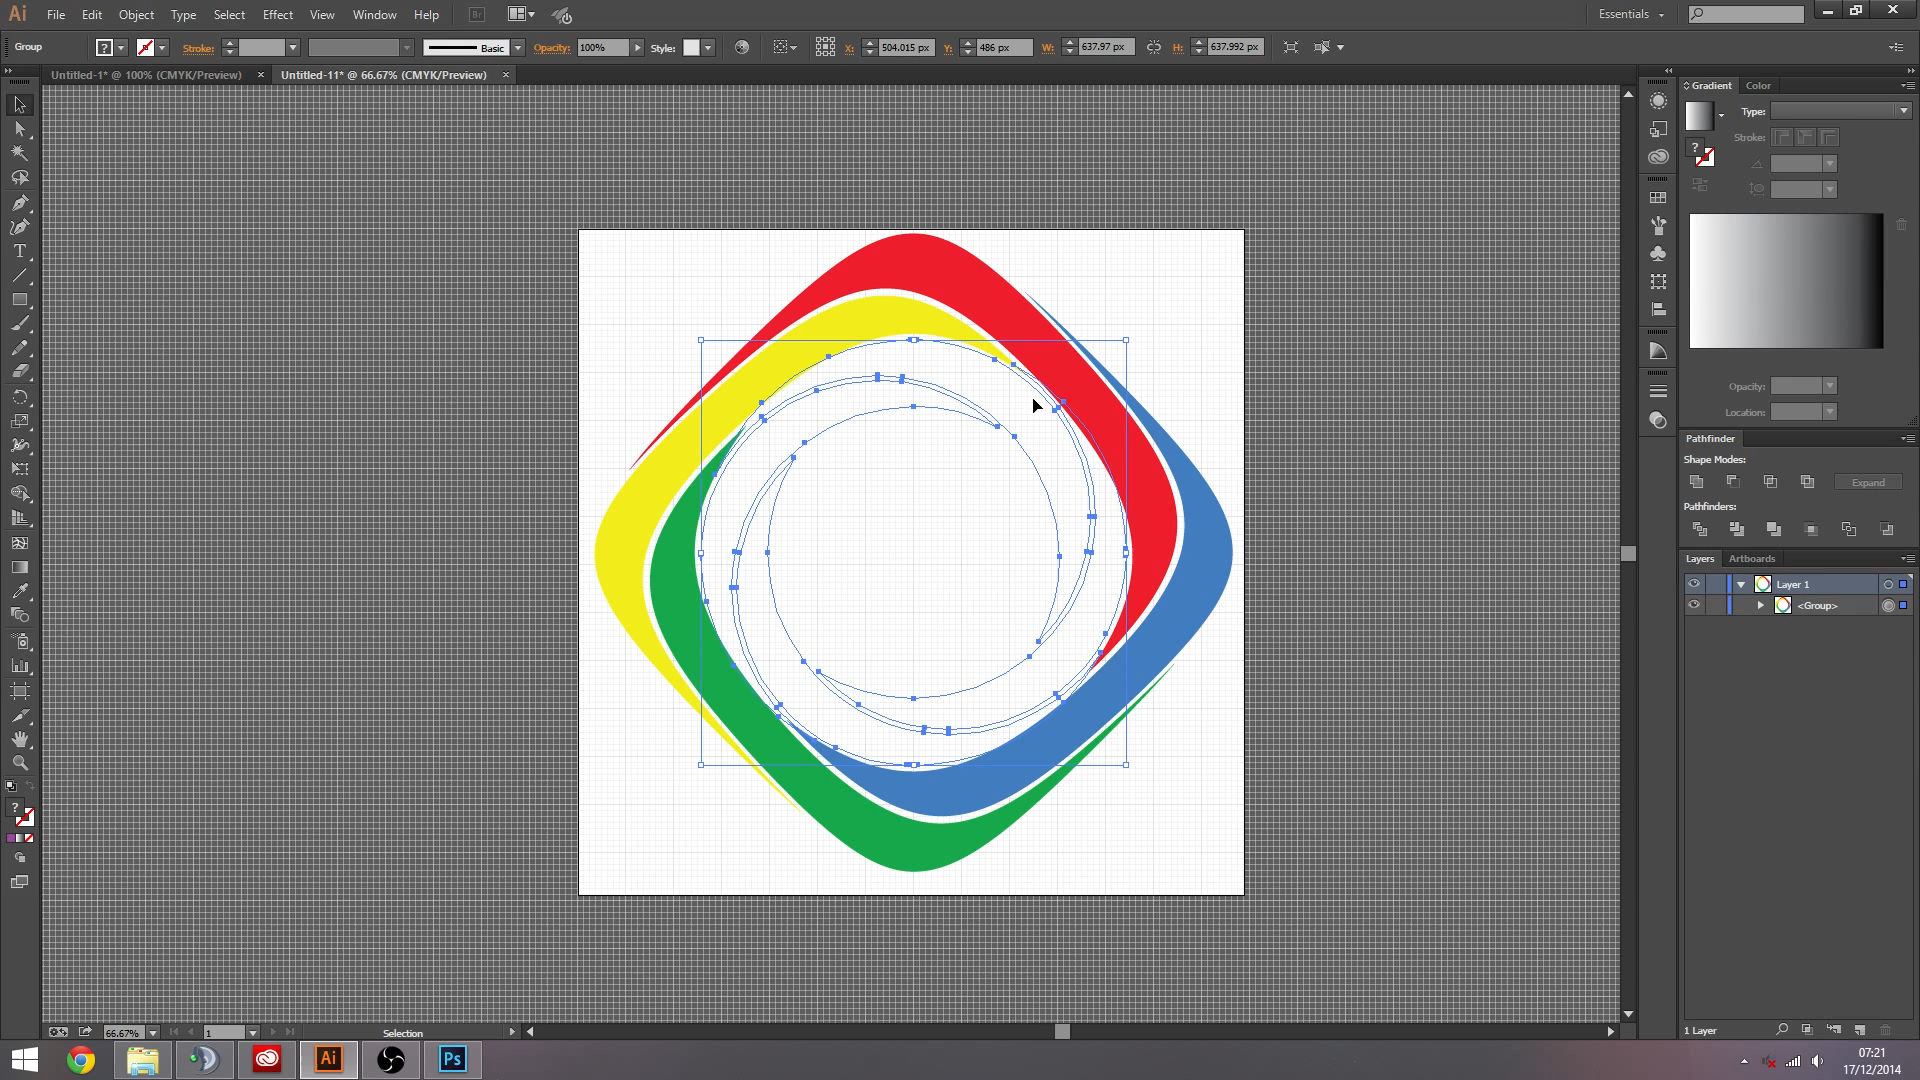 Ai File Edit Object Type Select Effect View Window Help Br Essentials
Group ? Stroke: Basic Opacity: 100% Style: X: 504.015 px Y: 486 px W: 637.97 px H: 637.992 px
Untitled-1* @ 100% (CMYK/Preview) × Untitled-11* @ 66.67% (CMYK/Preview) ×
Gradient Color
Type:
Stroke:
?
Opacity:
Location:
Pathfinder
Shape Modes:
Expand
Pathfinders:
Layers Artboards
Layer 1
<Group>
T
?
66.67% 1 Selection
1 Layer
Ai Ps
07:21
17/12/2014